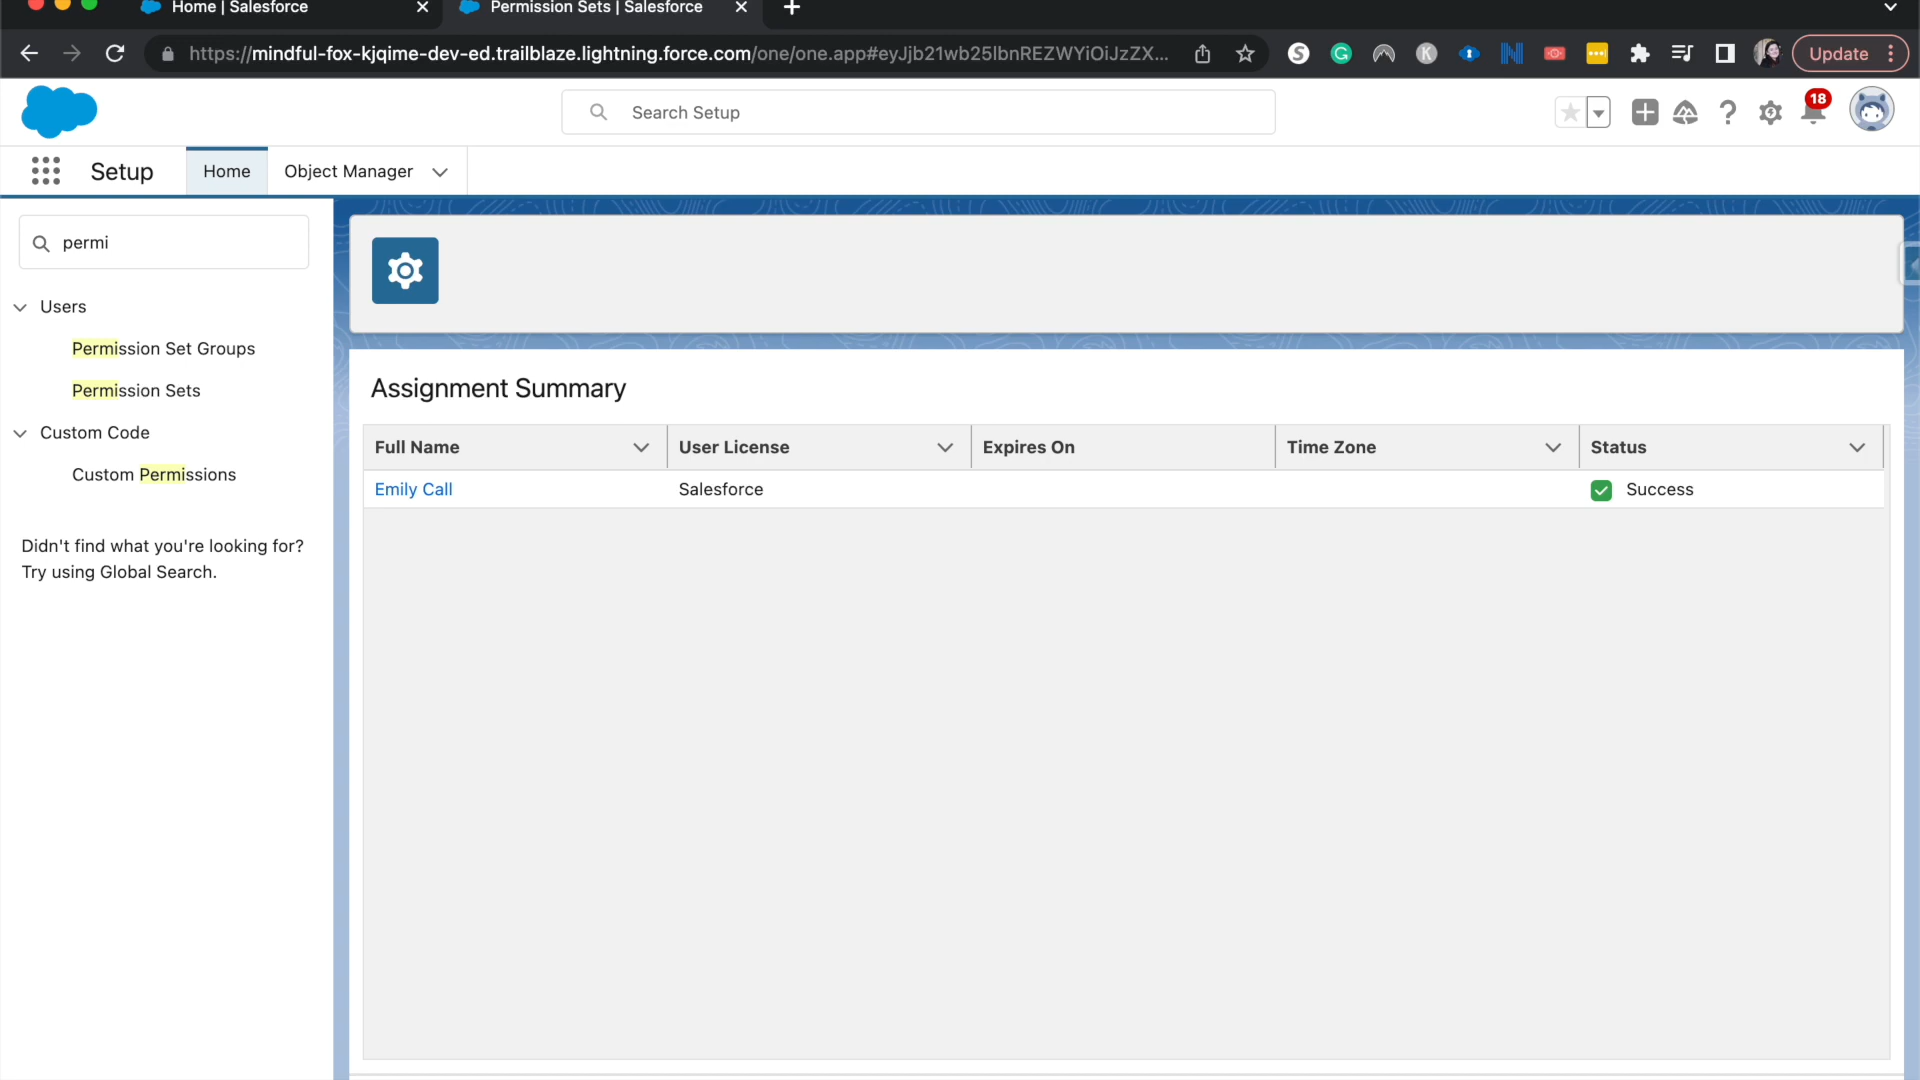 Home | Salesforce
Permission Sets | Salesforce
https://mindful-fox-kjqime-dev-ed.trailblaze.lightning.force.com/one/one.app#eyJjb21wb25lbnREZWYiOiJzZX...
Update
Search Setup
18
Setup
Home
Object Manager
permi
Users
Permission Set Groups
Permission Sets
Custom Code
Custom Permissions
Didn't find what you're looking for?
Try using Global Search.
Assignment Summary
Full Name
User License
Expires On
Time Zone
Status
Emily Call
Salesforce
Success